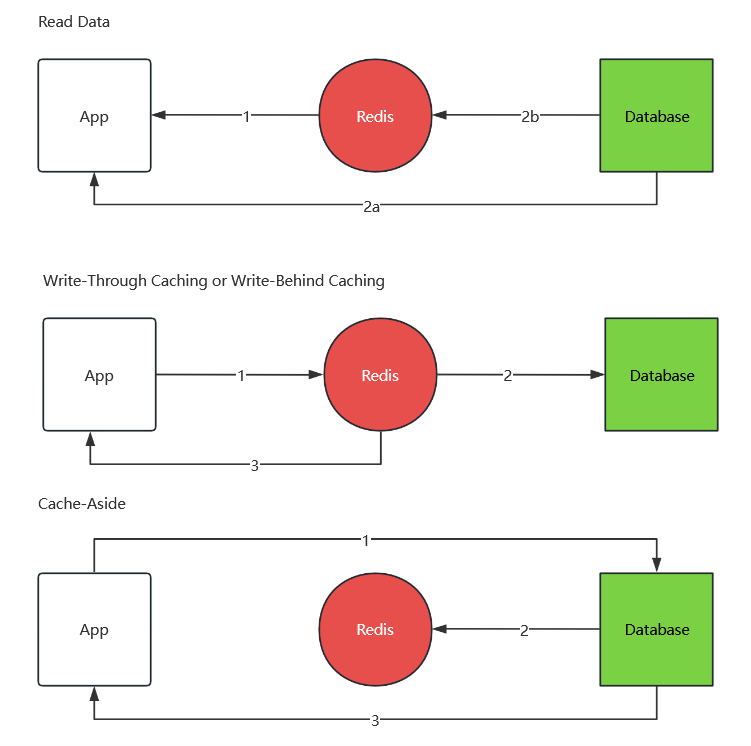 Read Data
App
1
Redis
2b
Database
2a
Write-Through Caching or Write-Behind Caching
App
1
Redis
2
Database
3
Cache-Aside
1
App
Redis
2
Database
3